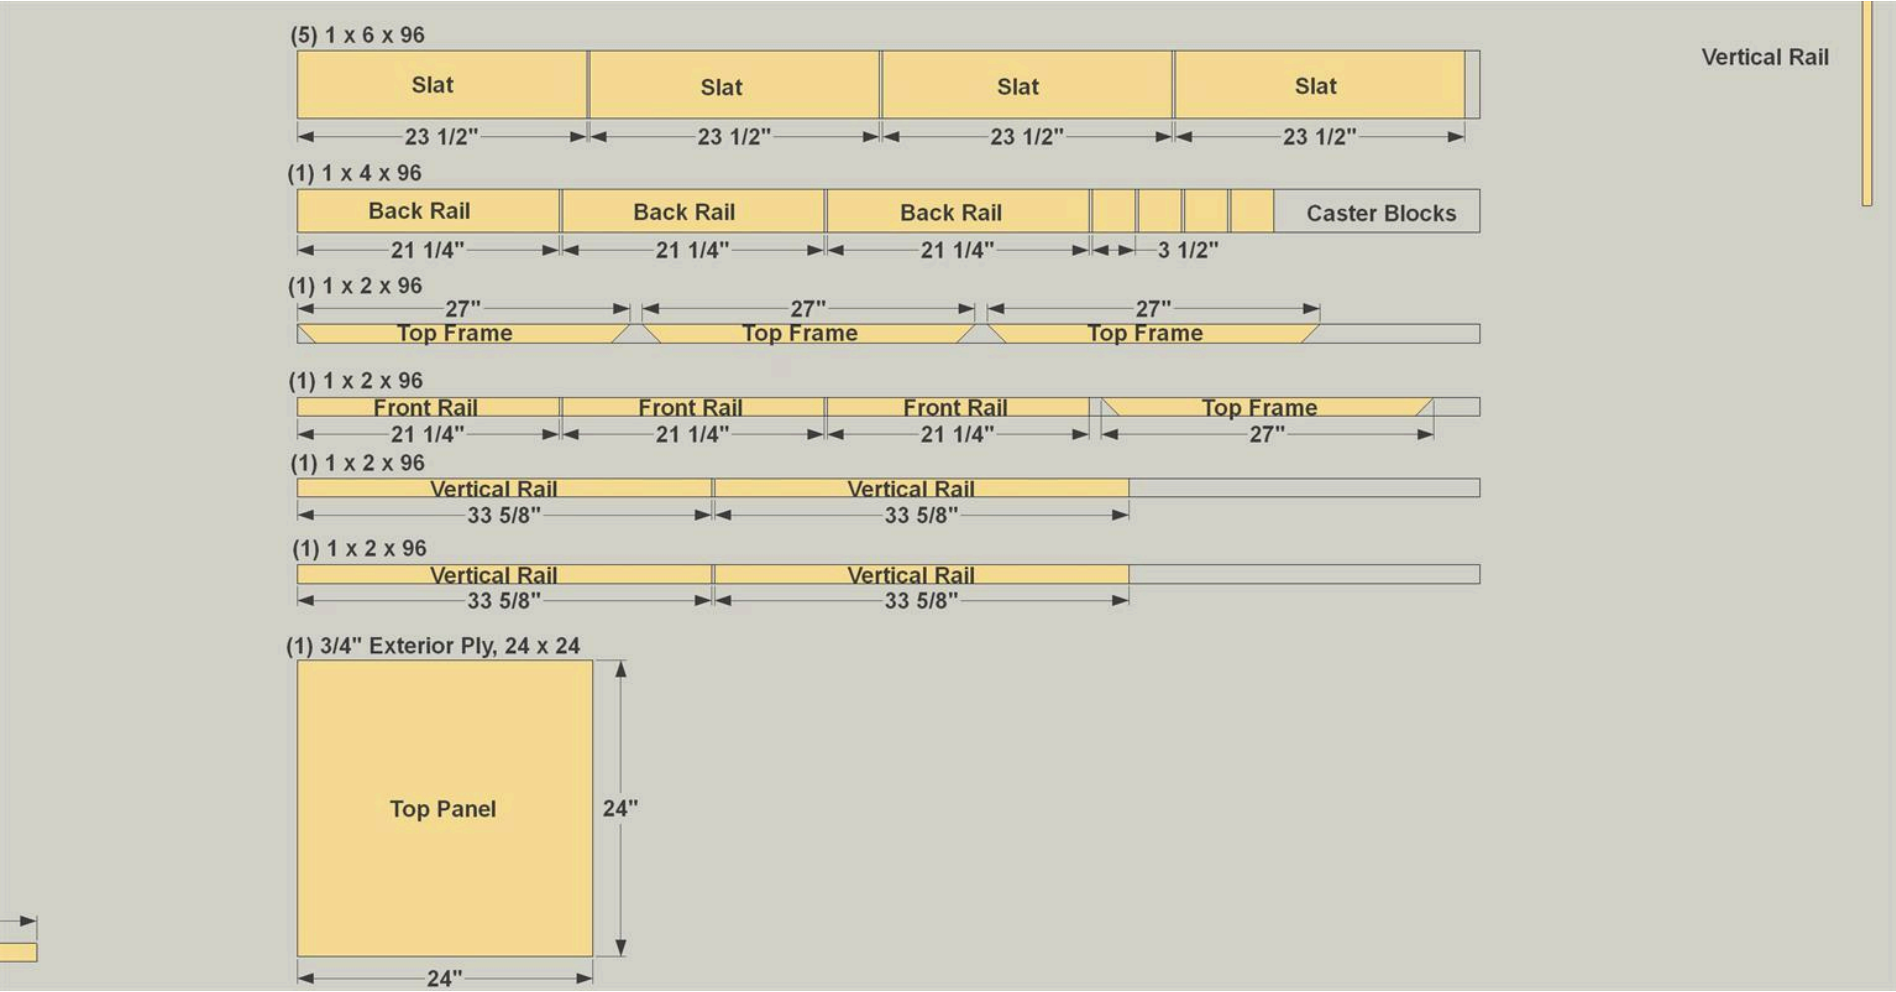 (5) 1 x 6 x 96
Vertical Rail
Slat Slat Slat Slat
23 1/2" 23 1/2" 23 1/2" 23 1/2"
(1) 1 x 4 x 96
Back Rail Back Rail Back Rail Caster Blocks
21 1/4" 21 1/4" 21 1/4" 3 1/2"
(1) 1 x 2 x 96
27" 27" 27"
Top Frame Top Frame Top Frame
(1) 1 x 2 x 96
Front Rail Front Rail Front Rail Top Frame
21 1/4" 21 1/4" 21 1/4" 27"
(1) 1 x 2 x 96
Vertical Rail Vertical Rail
33 5/8" 33 5/8"
(1) 1 x 2 x 96
Vertical Rail Vertical Rail
33 5/8" 33 5/8"
(1) 3/4" Exterior Ply, 24 x 24
Top Panel 24"
24"